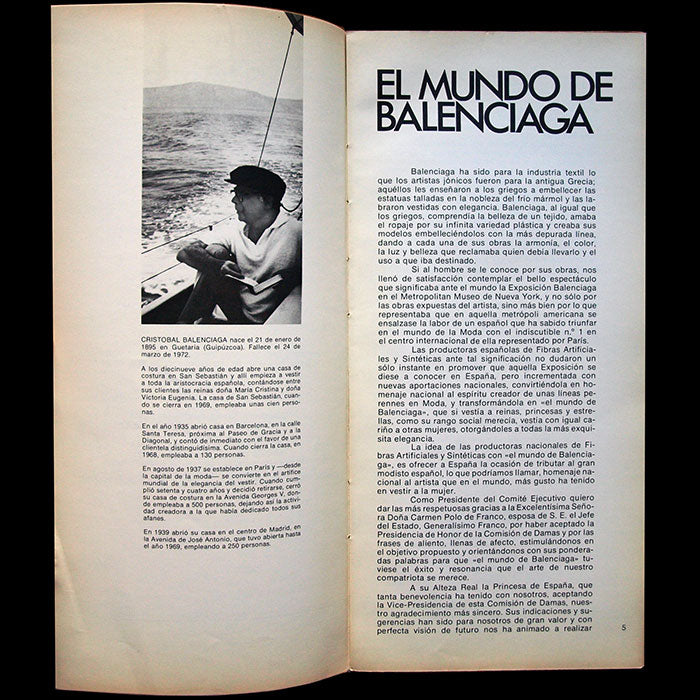 CRISTOBAL BALENCIAGA nace el 21 de enero de
1895 en Guetaria (Guipúzcoa). Fallece el 24 de
marzo de 1972.
A los diecinueve años de edad abre una casa de
costura en San Sebastián y allí empieza a vestir
a toda la aristocracia española, contándose entre
sus clientes las reinas doña María Cristina y doña
Victoria Eugenia. La casa de San Sebastián,
cuando se cierra en 1969, empleaba unas cien perso-
nas.
En el año 1935 abrió casa en Barcelona, en la calle
Santa Teresa, próxima al Paseo de Gracia y a la
Diagonal, y contó de inmediato con el favor de una
clientela distinguidísima. Cuando cierra la casa, en
1968, empleaba a 130 personas.
En agosto de 1937 se establece en París y —desde
la capital de la moda— se convierte en el artífice
mundial de la elegancia del vestir. Cuando cum-
plió setenta y cuatro años y decidió retirarse, cerró
su casa de costura en la Avenida Georges V, don-
de empleaba a 500 personas, dejando así la activi-
dad creadora a la que había dedicado todos sus
afanes.
En 1939 abrió su casa en el centro de Madrid, en
la Avenida de José Antonio, que tuvo abierta hasta
el año 1969, empleando a 250 personas.
EL MUNDO DE
BALENCIAGA
Balenciaga ha sido para la industria textil lo
que los artistas jónicos fueron para la antigua Grecia;
aquéllos les enseñaron a los griegos a embellecer las
estatuas talladas en la nobleza del frío mármol y las la-
braron vestidas con elegancia. Balenciaga, al igual que
los griegos, comprendía la belleza de un tejido, amaba
el ropaje por su infinita variedad plástica y creaba sus
modelos embelleciéndolos con la más depurada línea,
dando a cada una de sus obras la armonía, el color,
la luz y belleza que reclamaba quien debía llevarlo y el
uso a que iba destinado.
Si al hombre se le conoce por sus obras, nos
llenó de satisfacción contemplar el bello espectáculo
que significaba ante el mundo la Exposición Balenciaga
en el Metropolitan Museo de Nueva York, y no sólo por
las obras expuestas del artista, sino más bien por lo que
representaba que en aquella metrópoli americana se
ensalzase la labor de un español que ha sabido triunfar
en el mundo de la Moda con el indiscutible n.º 1 en
el centro internacional de ella representado por París.
Las productoras españolas de Fibras Artificia-
les y Sintéticas ante tal significación no dudaron un
sólo instante en promover que aquella Exposición se
diese a conocer en España, pero incrementada con
nuevas aportaciones nacionales, convirtiéndola en ho-
menaje nacional al espíritu creador de unas líneas pe-
rennes en Moda, y transformándola en «el mundo de
Balenciaga», que si vestía a reinas, princesas y estre-
llas, como su rango social merecía, vestía con igual ca-
riño a otras mujeres, otorgándoles a todas la más exqui-
sita elegancia.
La idea de las productoras nacionales de Fi-
bras Artificiales y Sintéticas con «el mundo de Balencia-
ga», es ofrecer a España la ocasión de tributar al gran
modisto español, lo que podríamos llamar, homenaje na-
cional al artista que en el mundo, más gusto ha tenido
en vestir a la mujer.
Como Presidente del Comité Ejecutivo quiero
dar las más respetuosas gracias a la Excelentísima Seño-
ra Doña Carmen Polo de Franco, esposa de S. E. el Jefe
del Estado, Generalísimo Franco, por haber aceptado la
Presidencia de Honor de la Comisión de Damas y por las
frases de aliento, llenas de afecto, estimulándonos en
el objetivo propuesto y orientándonos con sus pondera-
das palabras para que «el mundo de Balenciaga» tu-
viese el éxito y resonancia que el arte de nuestro
compatriota se merece.
A su Alteza Real la Princesa de España, que
tanta benevolencia ha tenido con nosotros, aceptando
la Vice-Presidencia de esta Comisión de Damas, nues-
tro agradecimiento más sincero. Sus indicaciones y su-
gerencias han sido para nosotros de gran valor y con
perfecta visión de futuro nos ha animado a realizar
5